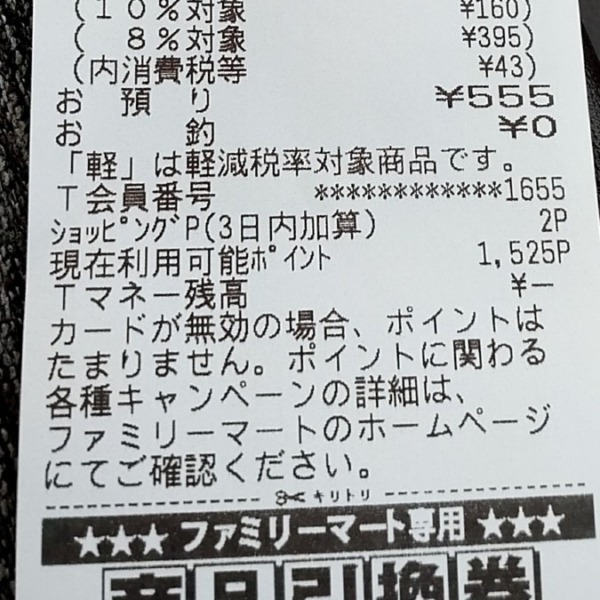 (10%対象 ¥160)
( 8%対象 ¥395)
(内消費税等 ¥43)
お預り ¥555
お釣 ¥0
「軽」は軽減税率対象商品です。
T会員番号 ************1655
ショッピングP(3日内加算) 2P
現在利用可能ポイント 1,525P
Tマネー残高 ¥—
カードが無効の場合、ポイントは
たまりません。ポイントに関わる
各種キャンペーンの詳細は、
ファミリーマートのホームページ
にてご確認ください。
キリトリ
★★★ ファミリーマート専用 ★★★
商品引換券